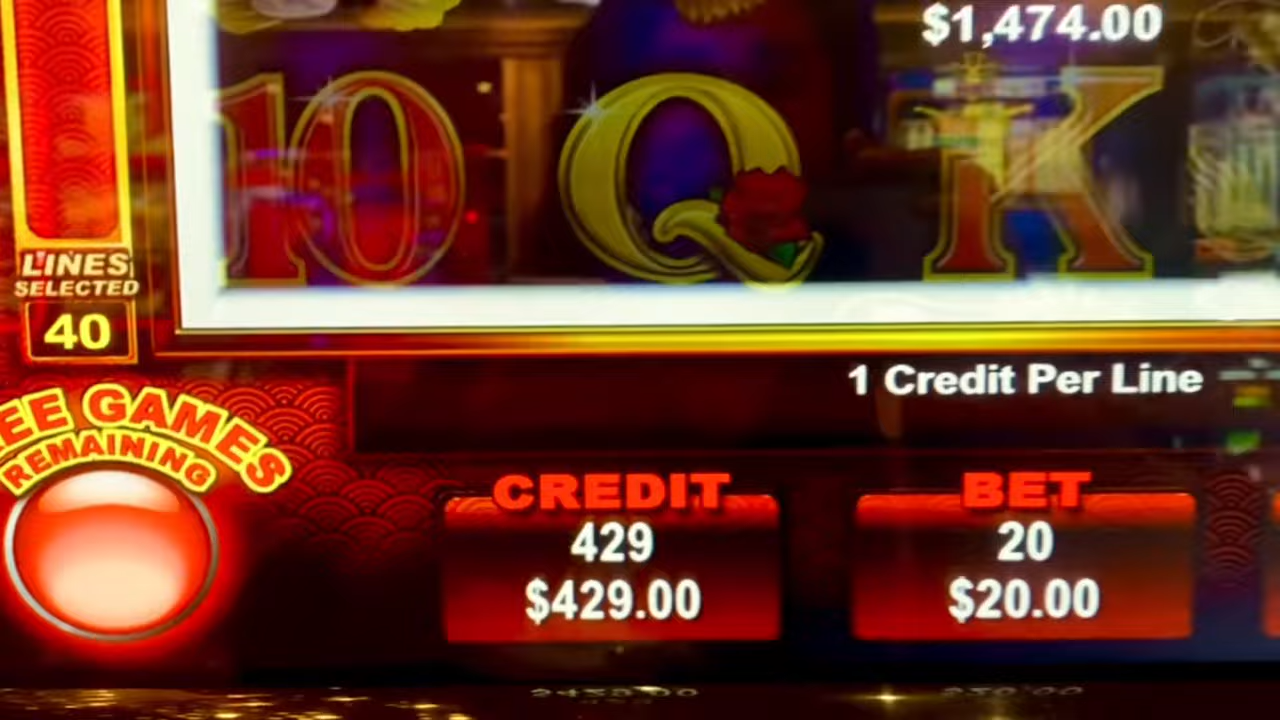 $1,474.00
10 Q K
LINES
SELECTED
40
1 Credit Per Line
EE GAMES
REMAINING
CREDIT
429
$429.00
BET
20
$20.00